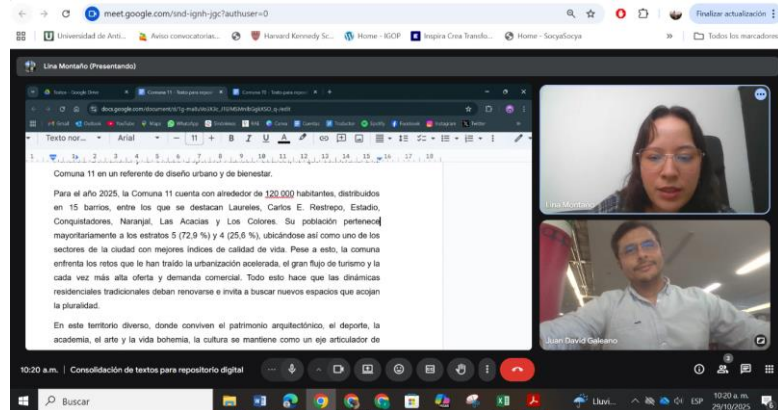 meet.google.com/snd-ignh-jgc?authuser=0
Finalizar actualización
Universidad de Anti...
Aviso convocatorias...
Harvard Kennedy Sc...
Home - IGOP
Inspira Crea Transfo...
Home - SocyaSocya
Todos los marcadores
Lina Montaño (Presentando)
Texto nor...
Arial
11
Comuna 11 en un referente de diseño urbano y de bienestar.
Para el año 2025, la Comuna 11 cuenta con alrededor de 120 000 habitantes, distribuidos
en 15 barrios, entre los que se destacan Laureles, Carlos E. Restrepo, Estadio,
Conquistadores, Naranjal, Las Acacias y Los Colores. Su población pertenece
mayoritariamente a los estratos 5 (72,9 %) y 4 (25,6 %), ubicándose así como uno de los
sectores de la ciudad con mejores índices de calidad de vida. Pese a esto, la comuna
enfrenta los retos que le han traído la urbanización acelerada, el gran flujo de turismo y la
cada vez más alta oferta y demanda comercial. Todo esto hace que las dinámicas
residenciales tradicionales deban renovarse e invita a buscar nuevos espacios que acojan
la pluralidad.
En este territorio diverso, donde conviven el patrimonio arquitectónico, el deporte, la
academia, el arte y la vida bohemia, la cultura se mantiene como un eje articulador de
Lina Montaño
Juan David Galeano
10:20 a.m. | Consolidación de textos para repositorio digital
3
Buscar
Lluvi...
ESP
10:20 a. m.
29/10/2025